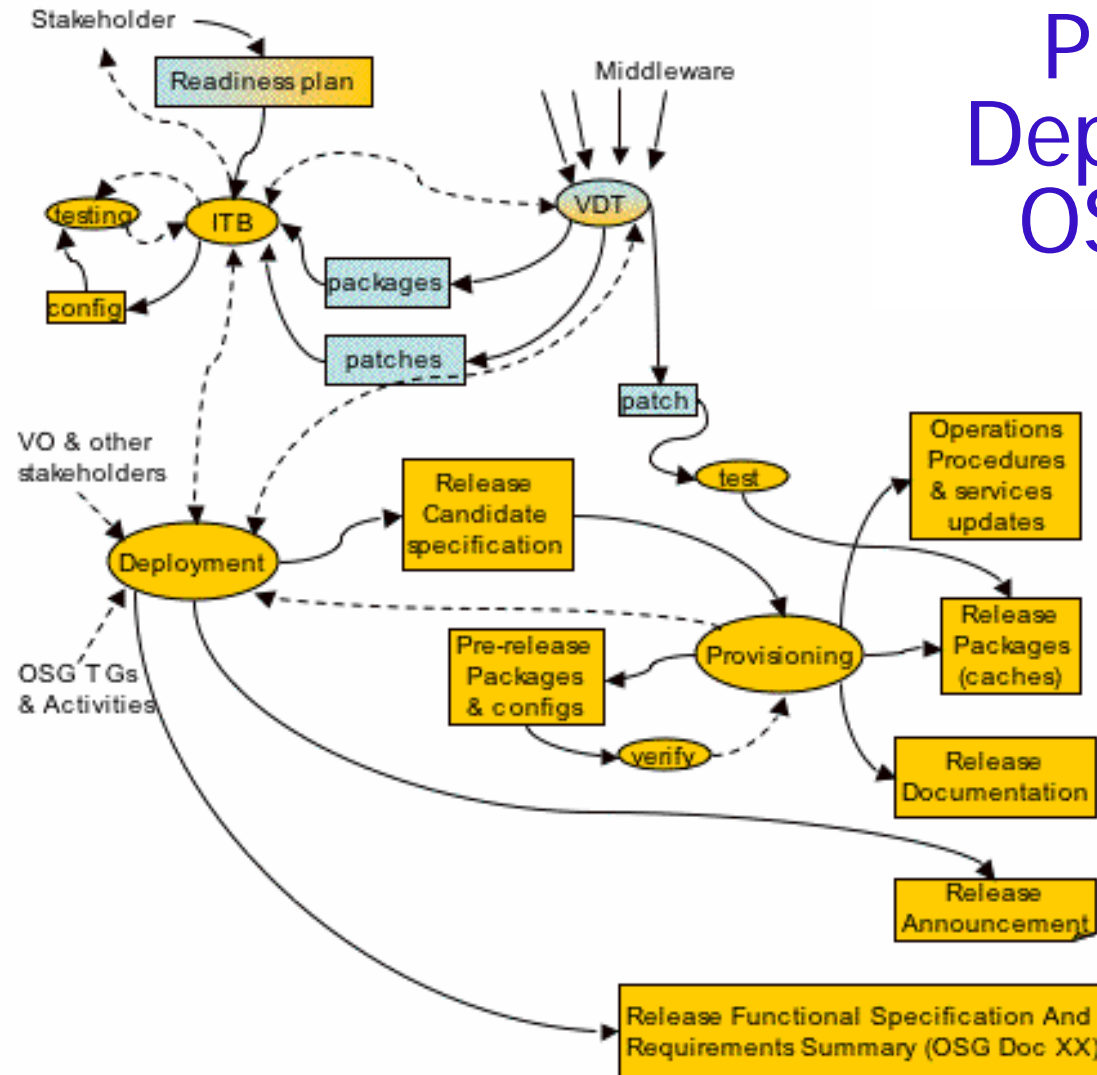 Stakeholder
Readiness plan
Middleware
P
Dep
OS
testing
ITB
VDT
packages
config
patches
patch
VO & other
stakeholders
Release
Candidate
specification
test
Operations
Procedures
& services
updates
Deployment
Pre-release
Packages
& configs
Provisioning
Release
Packages
(caches)
OSG TGs
& Activities
verify
Release
Documentation
Release
Announcement
Release Functional Specification And
Requirements Summary (OSG Doc XX)